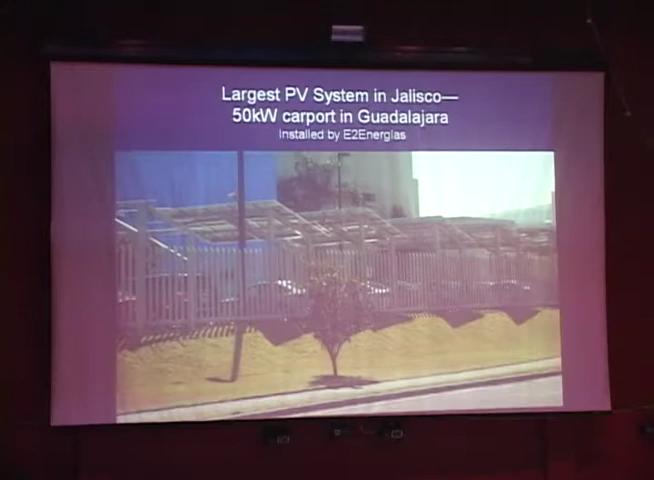 Largest PV System in Jalisco—
50kW carport in Guadalajara
Installed by E2Energias